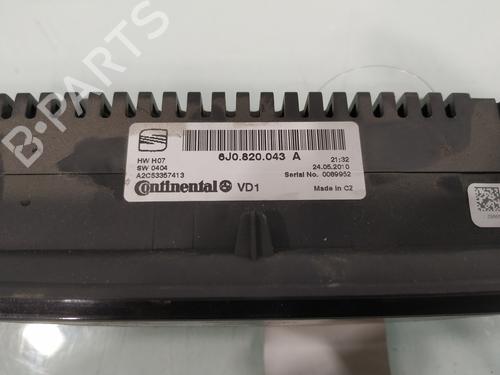 6J0.820.043 A
HW H07
SW 0404
A2C53357413
21:32
24.05.2010
Serial No. 0089952
Continental VD1
Made in C2
B-PARTS